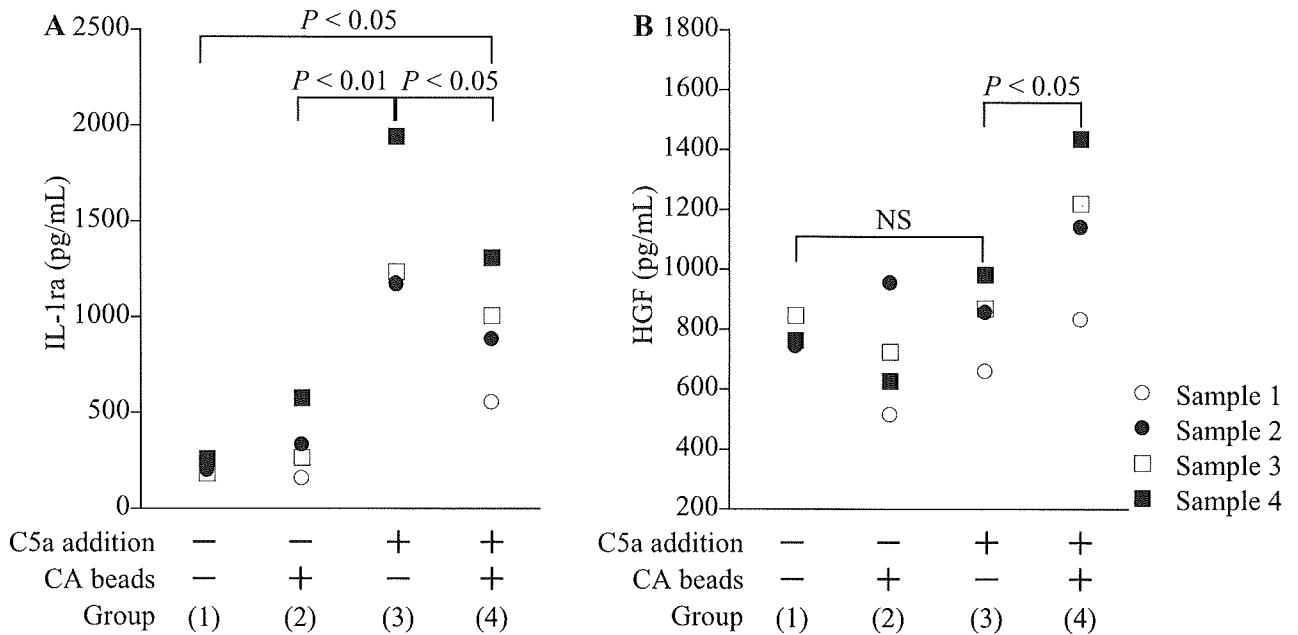 A
P < 0.05
P < 0.01
P < 0.05
IL-1ra (pg/mL)
2500
2000
1500
1000
500
0
C5a addition − − + +
CA beads − + − +
Group (1) (2) (3) (4)
B
P < 0.05
NS
HGF (pg/mL)
1800
1600
1400
1200
1000
800
600
400
200
C5a addition − − + +
CA beads − + − +
Group (1) (2) (3) (4)
Sample 1
Sample 2
Sample 3
Sample 4